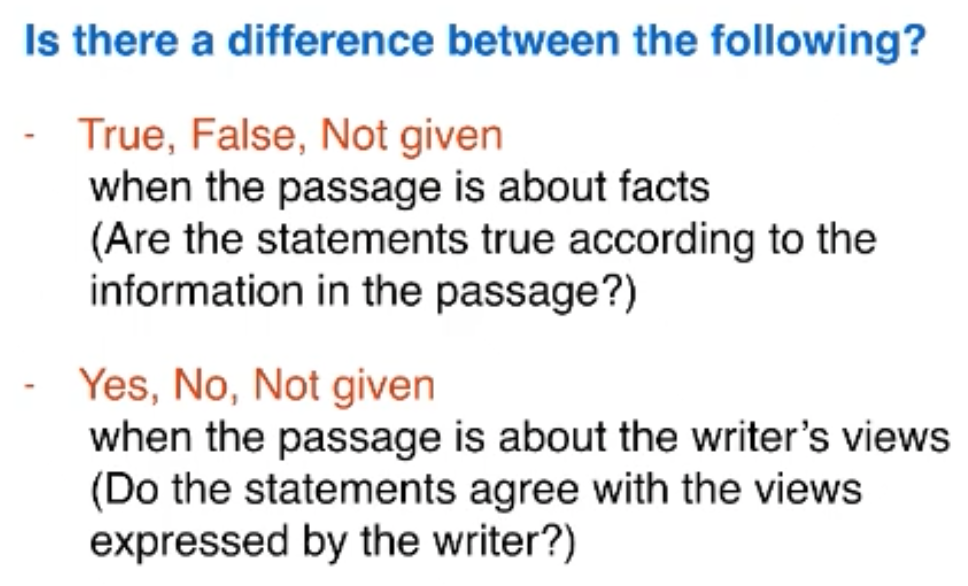 Is there a difference between the following?
- True, False, Not given
when the passage is about facts
(Are the statements true according to the
information in the passage?)
- Yes, No, Not given
when the passage is about the writer's views
(Do the statements agree with the views
expressed by the writer?)